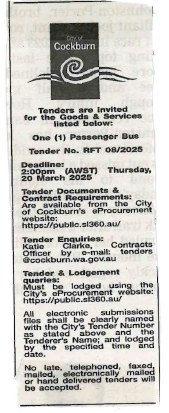 City of
Cockburn
Tenders are invited
for the Goods & Services
listed below:
One (1) Passenger Bus
Tender No. RFT 08/2025
Deadline:
2:00pm (AWST) Thursday,
20 March 2025
Tender Documents &
Contract Requirements:
Are available from the City
of Cockburn's eProcurement
website:
https://public.sl360.au/
Tender Enquiries:
Katie Clarke, Contracts
Officer by e-mail: tenders
@cockburn.wa.gov.au
Tender & Lodgement
queries:
Must be lodged using the
City's eProcurement website:
https://public.sl360.au/
All electronic submissions
files shall be clearly named
with the City's Tender Number
as stated above and the
Tenderer's Name; and lodged
by the specified time and
date.
No late, telephoned, faxed,
mailed, electronically mailed
or hand delivered tenders will
be accepted.